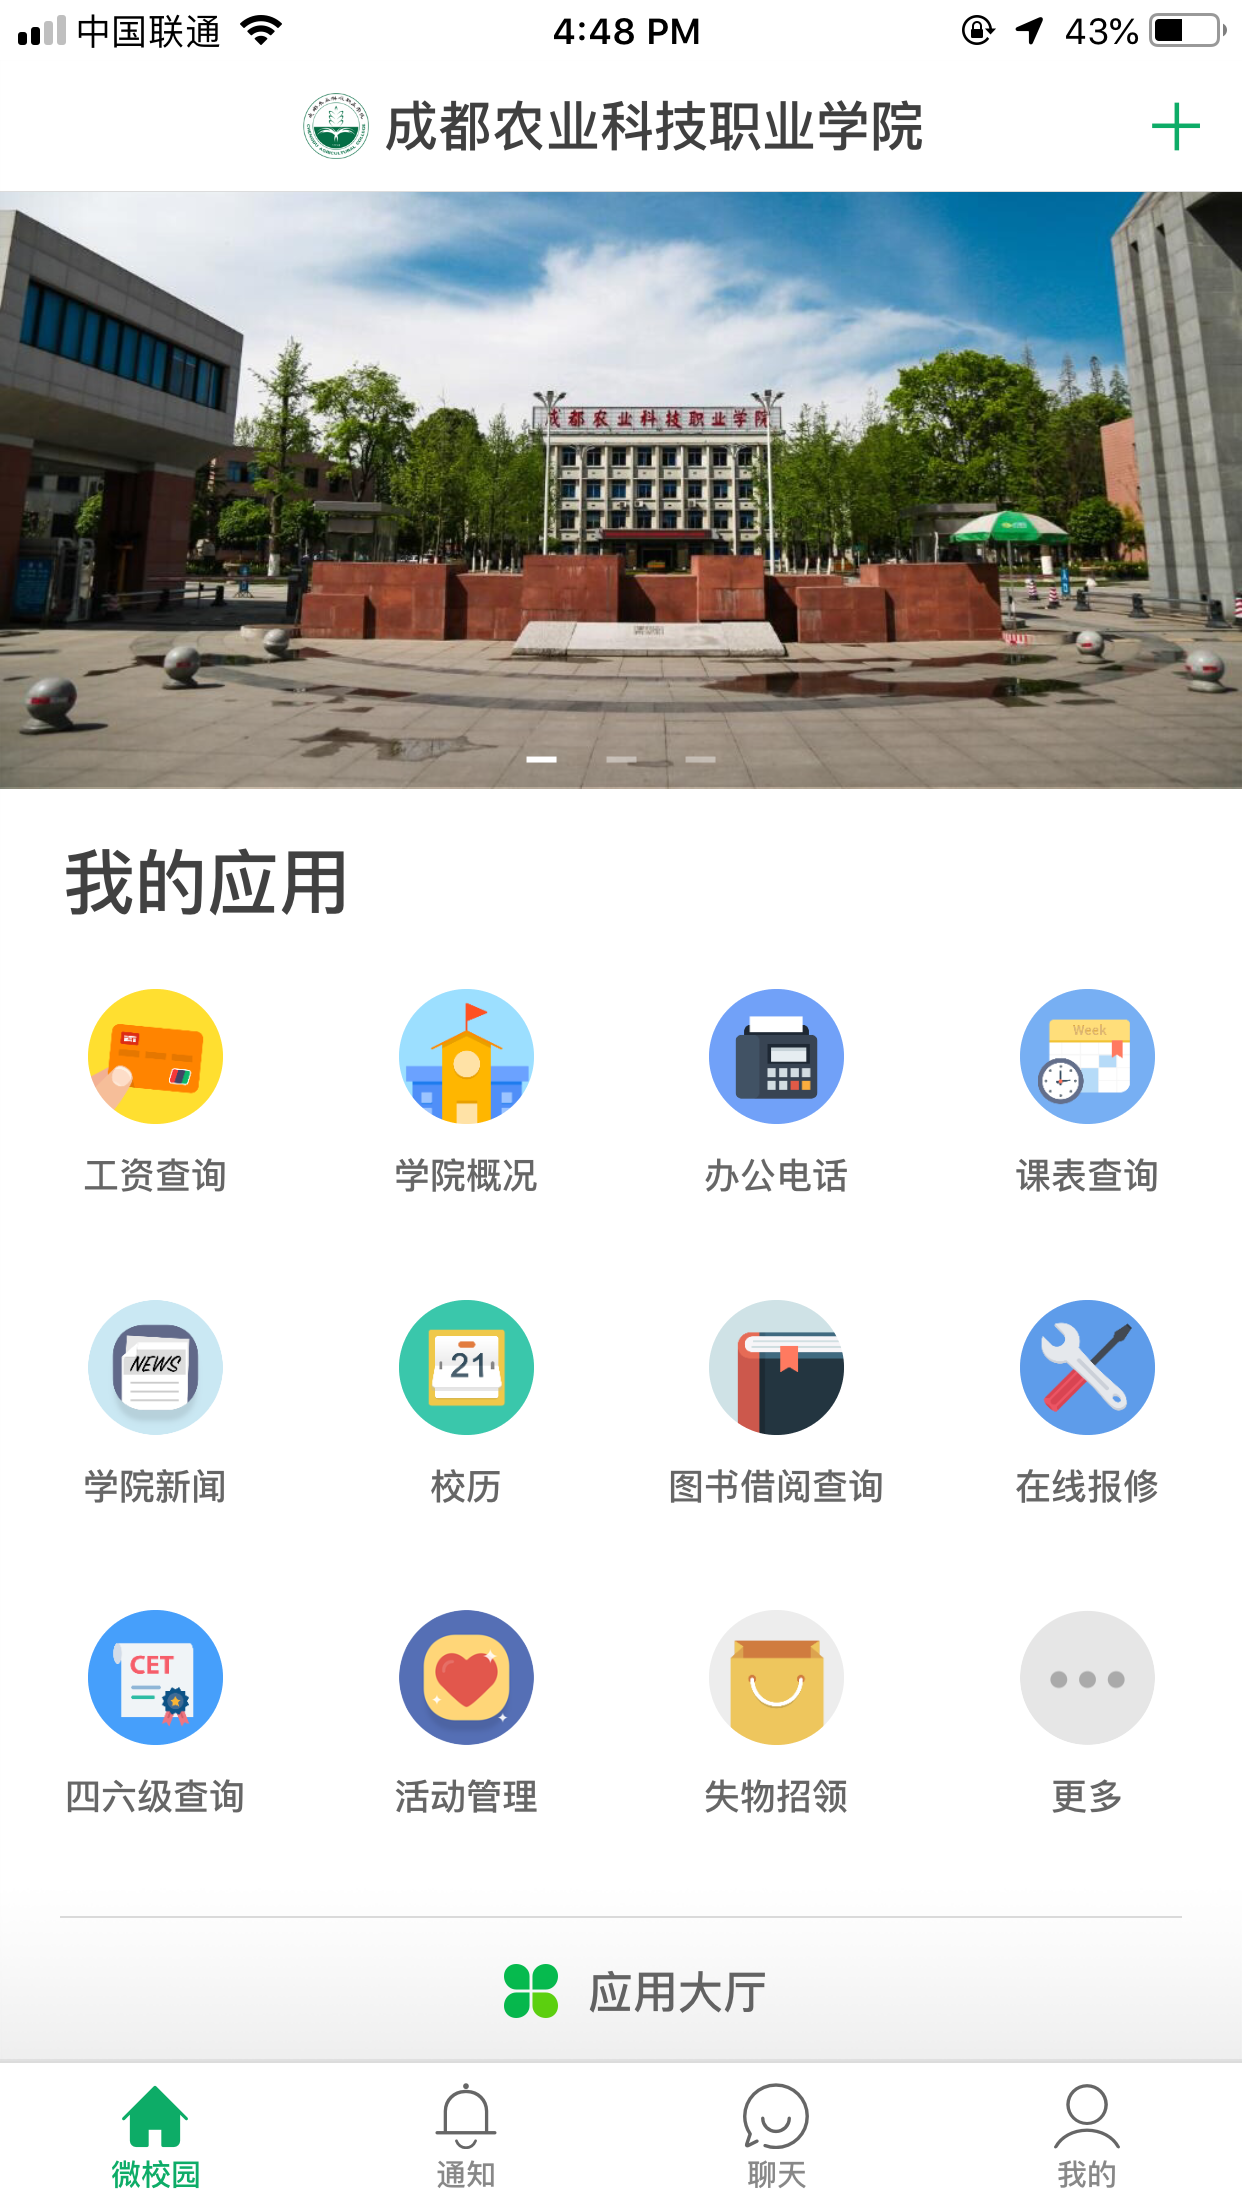 中国联通 4:48 PM 43%
成都农业科技职业学院
成都农业科技职业学院
我的应用
Week
工资查询 学院概况 办公电话 课表查询
NEWS 21
学院新闻 校历 图书借阅查询 在线报修
CET
四六级查询 活动管理 失物招领 更多
应用大厅
微校园 通知 聊天 我的